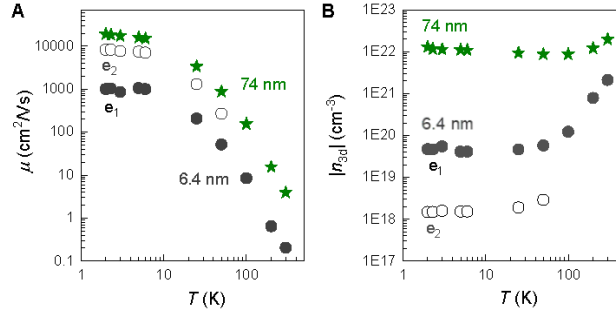 A
μ (cm²/Vs)
10000
1000
100
10
1
0.1
74 nm
e₂
e₁
6.4 nm
1
10
100
T (K)
B
|n₃d| (cm⁻³)
1E23
1E22
1E21
1E20
1E19
1E18
1E17
74 nm
6.4 nm
e₁
e₂
1
10
100
T (K)